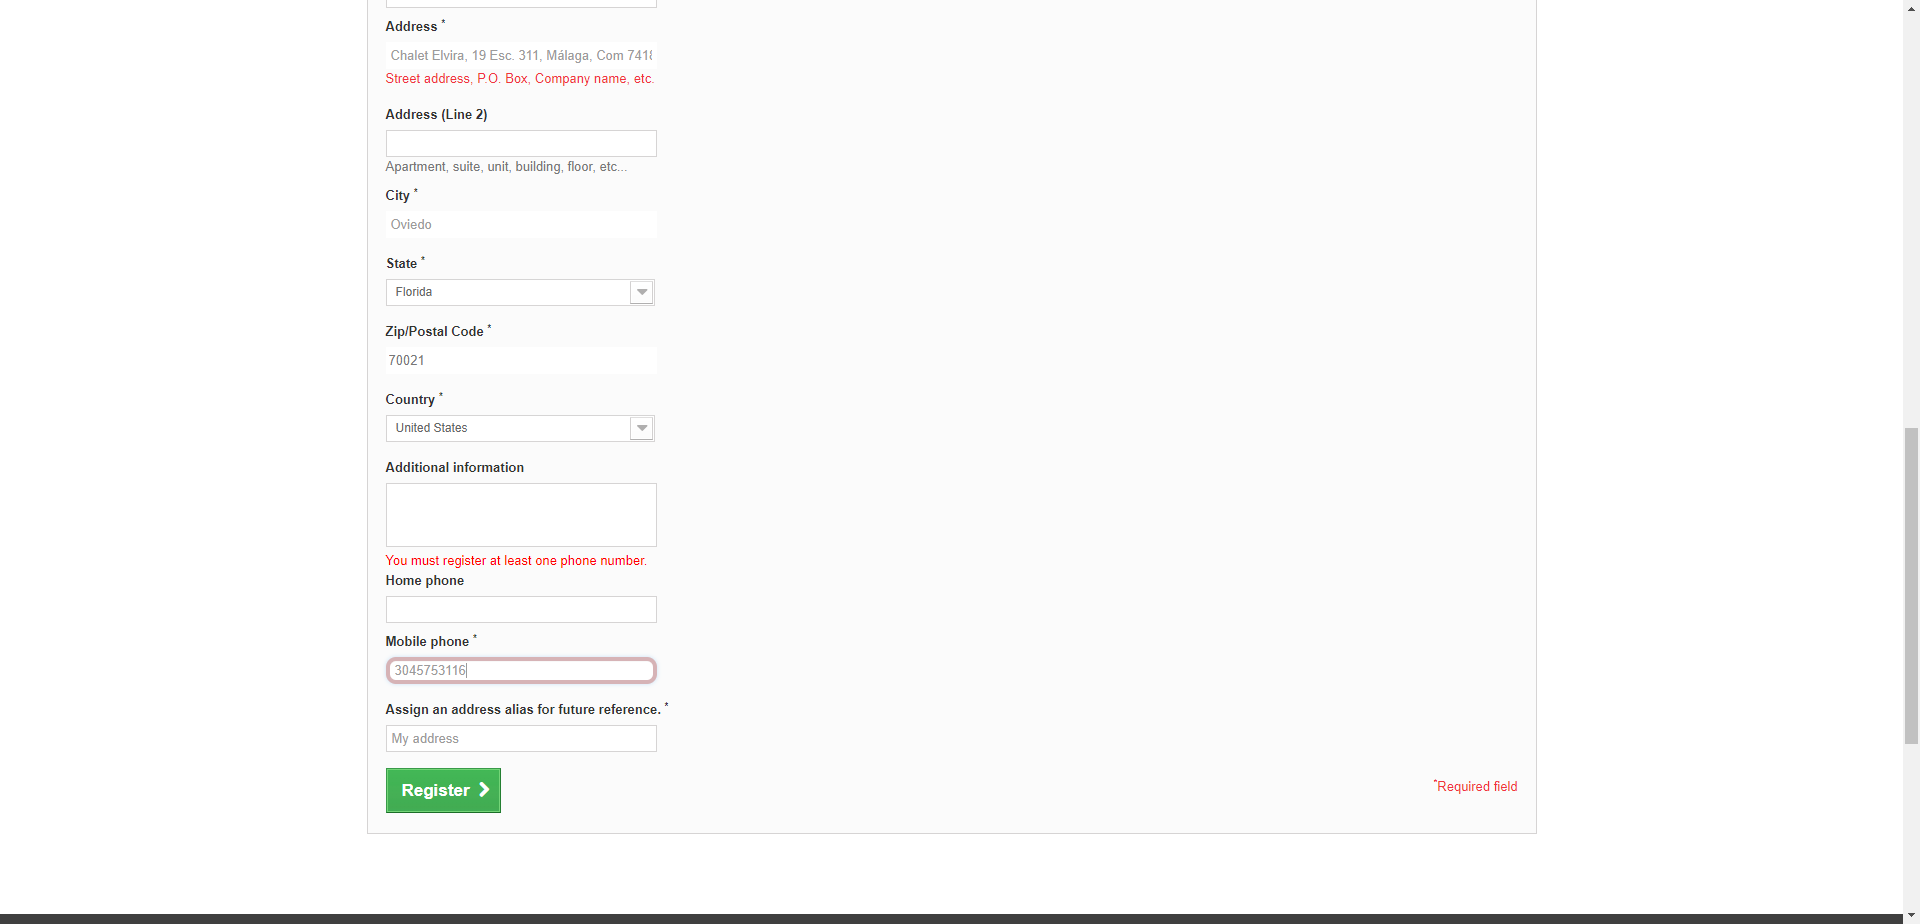 Address *
Chalet Elvira, 19 Esc. 311, Málaga, Com 7418
Street address, P.O. Box, Company name, etc.
Address (Line 2)
Apartment, suite, unit, building, floor, etc...
City *
Oviedo
State *
Florida
Zip/Postal Code *
70021
Country *
United States
Additional information
You must register at least one phone number.
Home phone
Mobile phone *
3045753116
Assign an address alias for future reference. *
My address
Register
*Required field